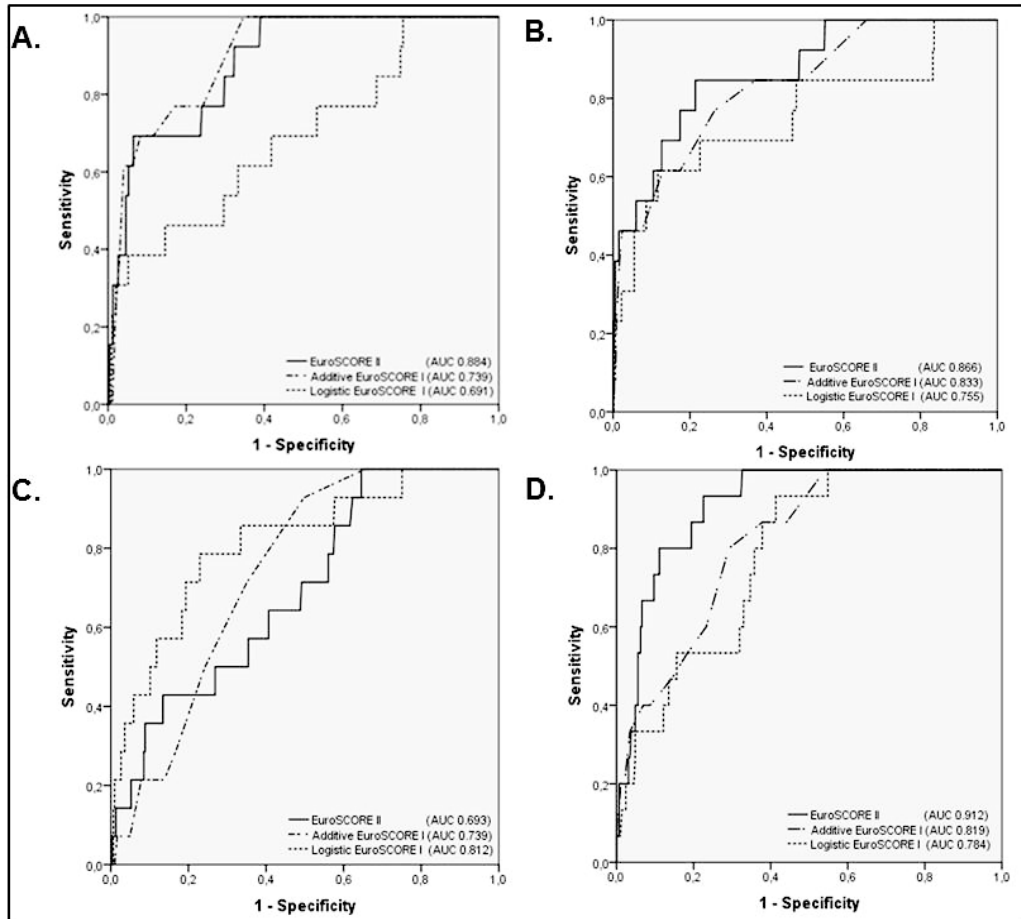 A.
1,0
0,8
0,6
0,4
0,2
0,0
Sensitivity
EuroSCORE II (AUC 0.884)
Additive EuroSCORE I (AUC 0.739)
Logistic EuroSCORE I (AUC 0.691)
0,0 0,2 0,4 0,6 0,8 1,0
1 - Specificity
B.
1,0
0,8
0,6
0,4
0,2
0,0
Sensitivity
EuroSCORE II (AUC 0.866)
Additive EuroSCORE I (AUC 0.833)
Logistic EuroSCORE I (AUC 0.755)
0,0 0,2 0,4 0,6 0,8 1,0
1 - Specificity
C.
1,0
0,8
0,6
0,4
0,2
0,0
Sensitivity
EuroSCORE II (AUC 0.693)
Additive EuroSCORE I (AUC 0.739)
Logistic EuroSCORE I (AUC 0.812)
0,0 0,2 0,4 0,6 0,8 1,0
1 - Specificity
D.
1,0
0,8
0,6
0,4
0,2
0,0
Sensitivity
EuroSCORE II (AUC 0.912)
Additive EuroSCORE I (AUC 0.819)
Logistic EuroSCORE I (AUC 0.784)
0,0 0,2 0,4 0,6 0,8 1,0
1 - Specificity